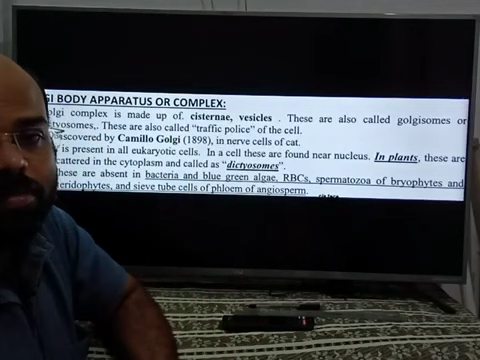 GI BODY APPARATUS OR COMPLEX:
olgi complex is made up of. cisternae, vesicles . These are also called golgisomes or
tyosomes,. These are also called "traffic police" of the cell.
iscovered by Camillo Golgi (1898), in nerve cells of cat.
is present in all eukaryotic cells. In a cell these are found near nucleus. In plants, these are
cattered in the cytoplasm and called as "dictyosomes".
hese are absent in bacteria and blue green algae, RBCs, spermatozoa of bryophytes and
eridophytes, and sieve tube cells of phloem of angiosperm.